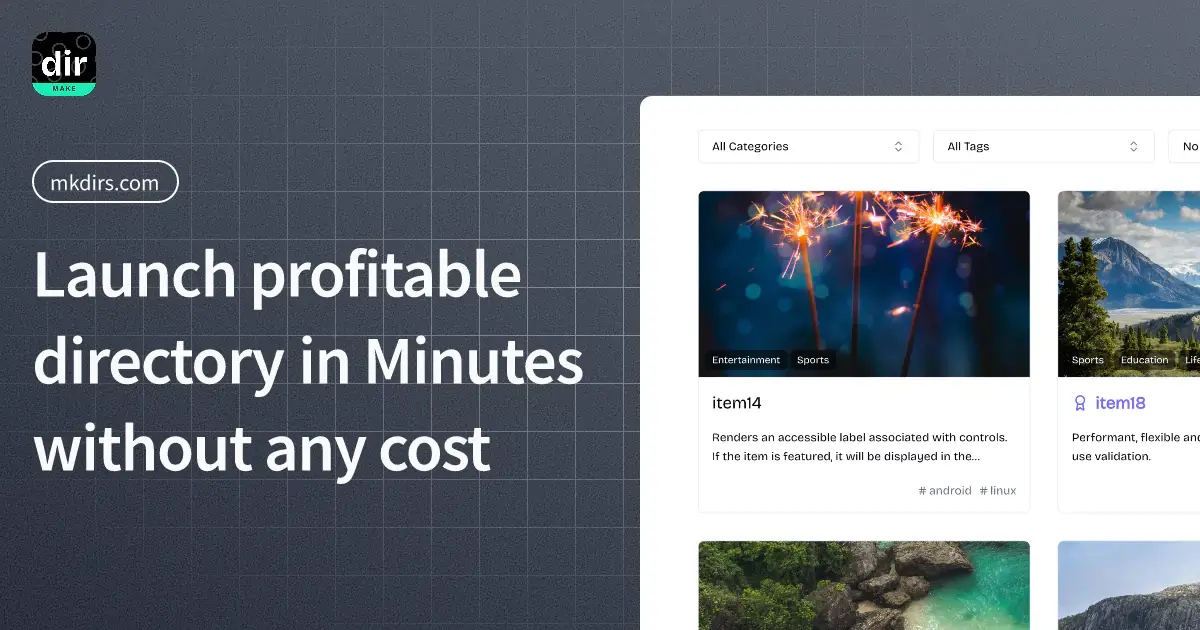 dir
MAKE
mkdirs.com
Launch profitable
directory in Minutes
without any cost
All Categories
All Tags
No
Entertainment
Sports
item14
Renders an accessible label associated with controls.
If the item is featured, it will be displayed in the...
# android # linux
Sports
Education
Life
item18
Performant, flexible and
use validation.